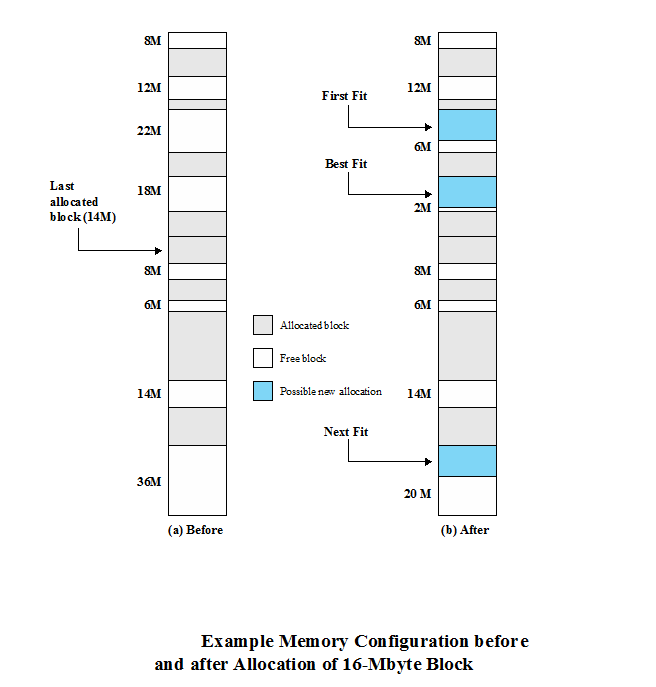 8M
12M
22M
18M
Last
allocated
block (14M)
8M
6M
14M
36M
(a) Before
Allocated block
Free block
Possible new allocation
8M
12M
First Fit
6M
Best Fit
2M
8M
6M
14M
Next Fit
20 M
(b) After
Example Memory Configuration before
and after Allocation of 16-Mbyte Block